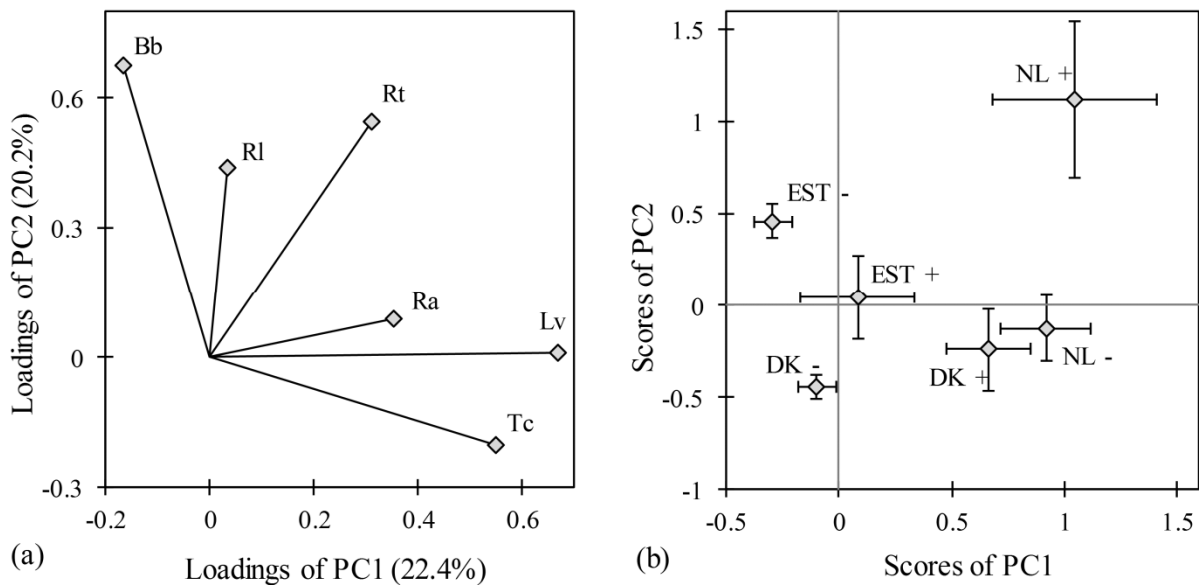 Bb
Rt
Rl
Ra
Lv
Tc
0.6
0.3
0
-0.3
-0.2
0
0.2
0.4
0.6
Loadings of PC2 (20.2%)
Loadings of PC1 (22.4%)
(a)
NL +
EST -
EST +
DK -
DK +
NL -
1.5
1
0.5
0
-0.5
-1
-0.5
0
0.5
1
1.5
Scores of PC2
Scores of PC1
(b)